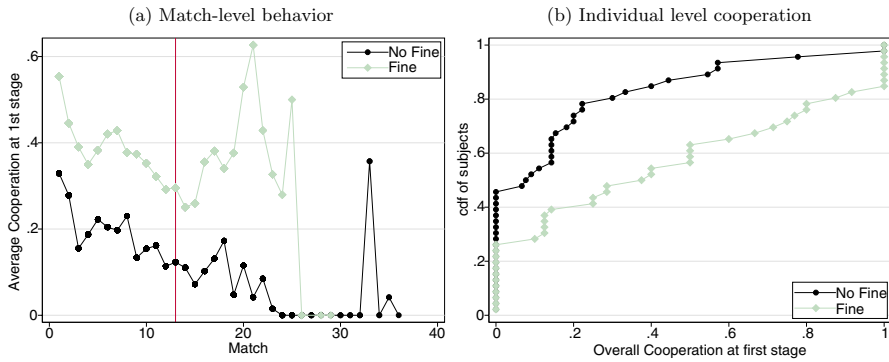 (a) Match-level behavior
Average Cooperation at 1st stage
.6
.4
.2
0
No Fine
Fine
0 10 20 30 40
Match
(b) Individual level cooperation
cdf of subjects
1
.8
.6
.4
.2
0
No Fine
Fine
0 .2 .4 .6 .8 1
Overall Cooperation at first stage